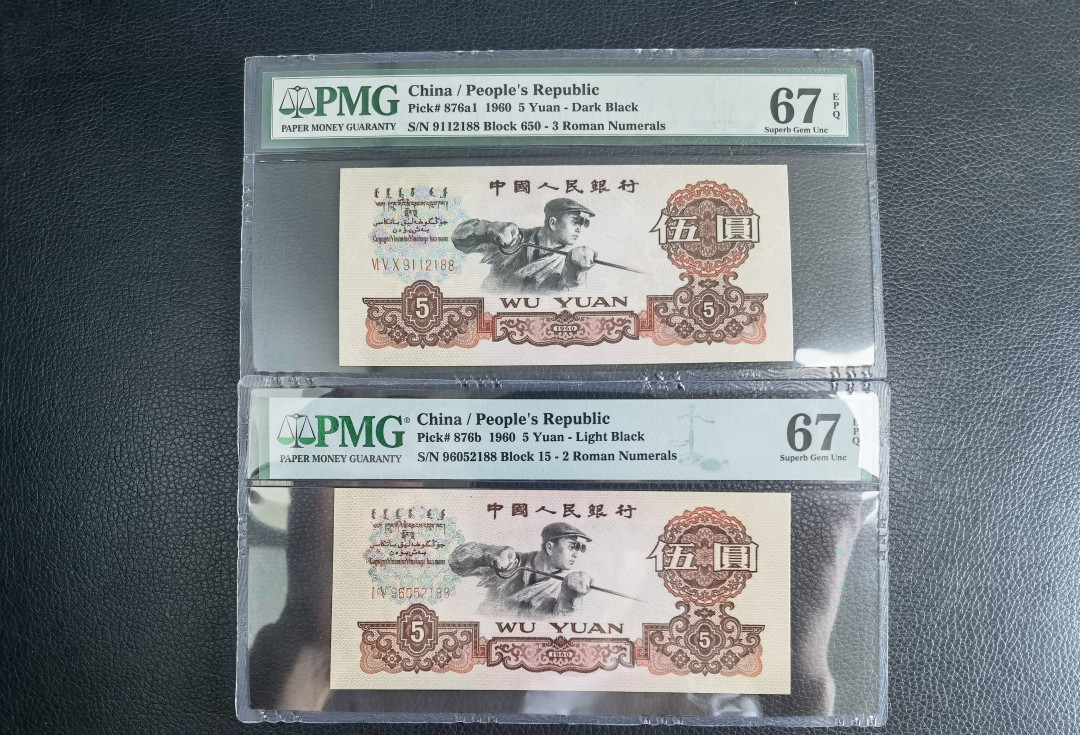 PMG
PAPER MONEY GUARANTY
China / People's Republic
Pick# 876a1 1960 5 Yuan - Dark Black
S/N 9112188 Block 650 - 3 Roman Numerals
67
EPQ
Superb Gem Unc
中國人民銀行
VI V X 9112188
伍圓
5
WU YUAN
1960
5
PMG®
PAPER MONEY GUARANTY
China / People's Republic
Pick# 876b 1960 5 Yuan - Light Black
S/N 96052188 Block 15 - 2 Roman Numerals
67
EPQ
Superb Gem Unc
中國人民銀行
I V 96052188
伍圓
5
WU YUAN
1960
5